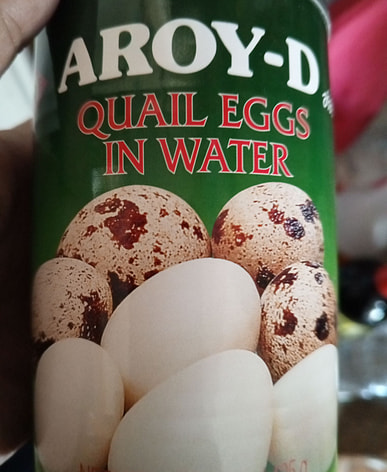 AROY-D
QUAIL EGGS
IN WATER